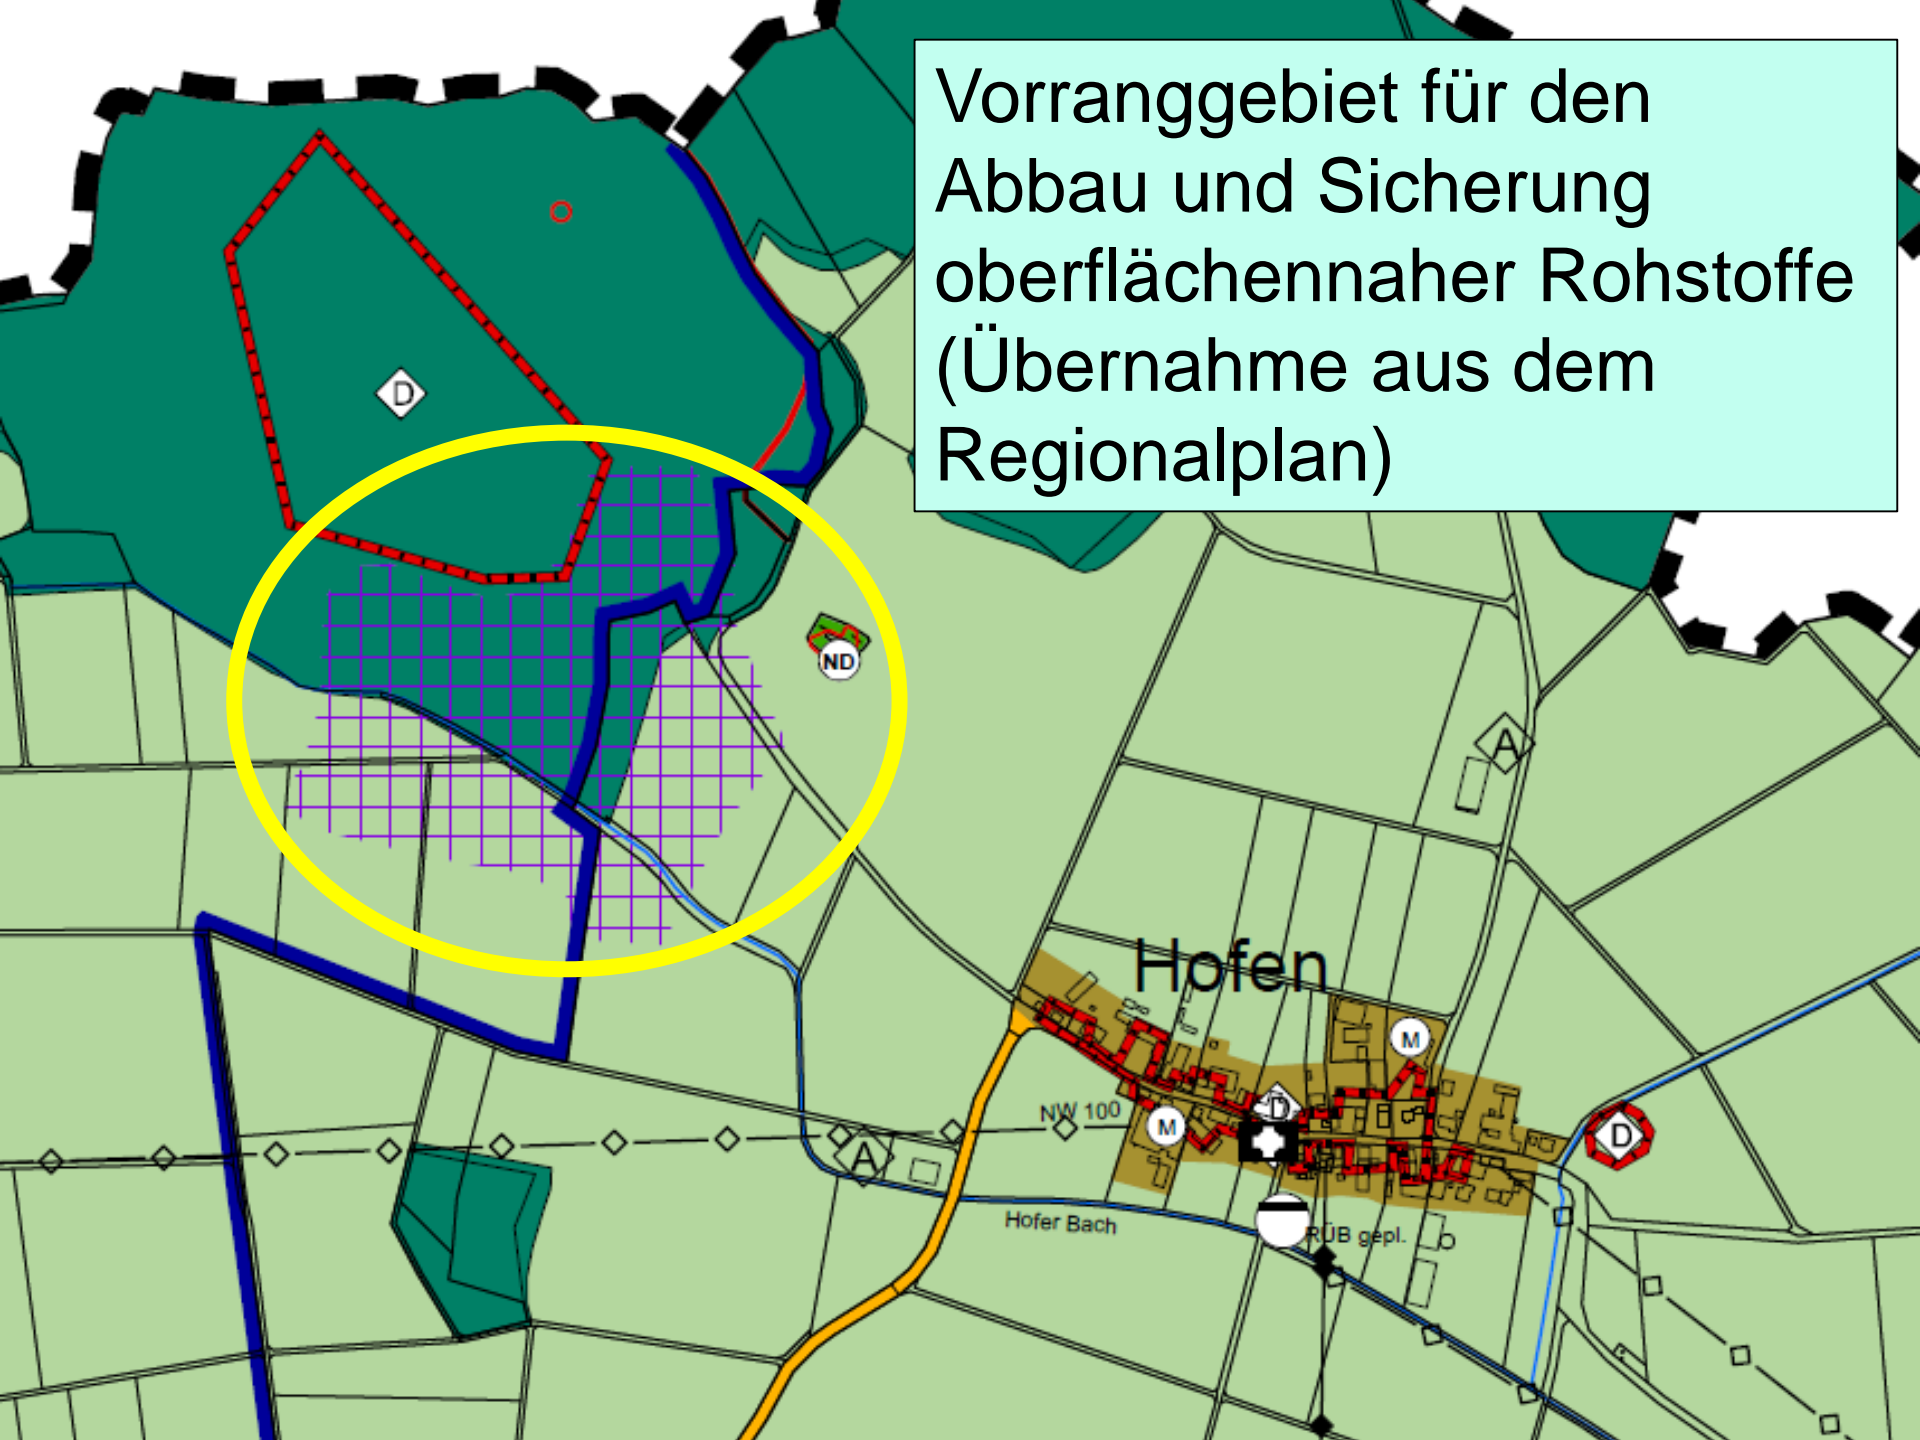 Vorranggebiet für den
Abbau und Sicherung
oberflächennaher Rohstoffe
(Übernahme aus dem
Regionalplan)
D
ND
A
Hofen
M
NW 100
M
D
D
A
Hofer Bach
RÜB gepl.